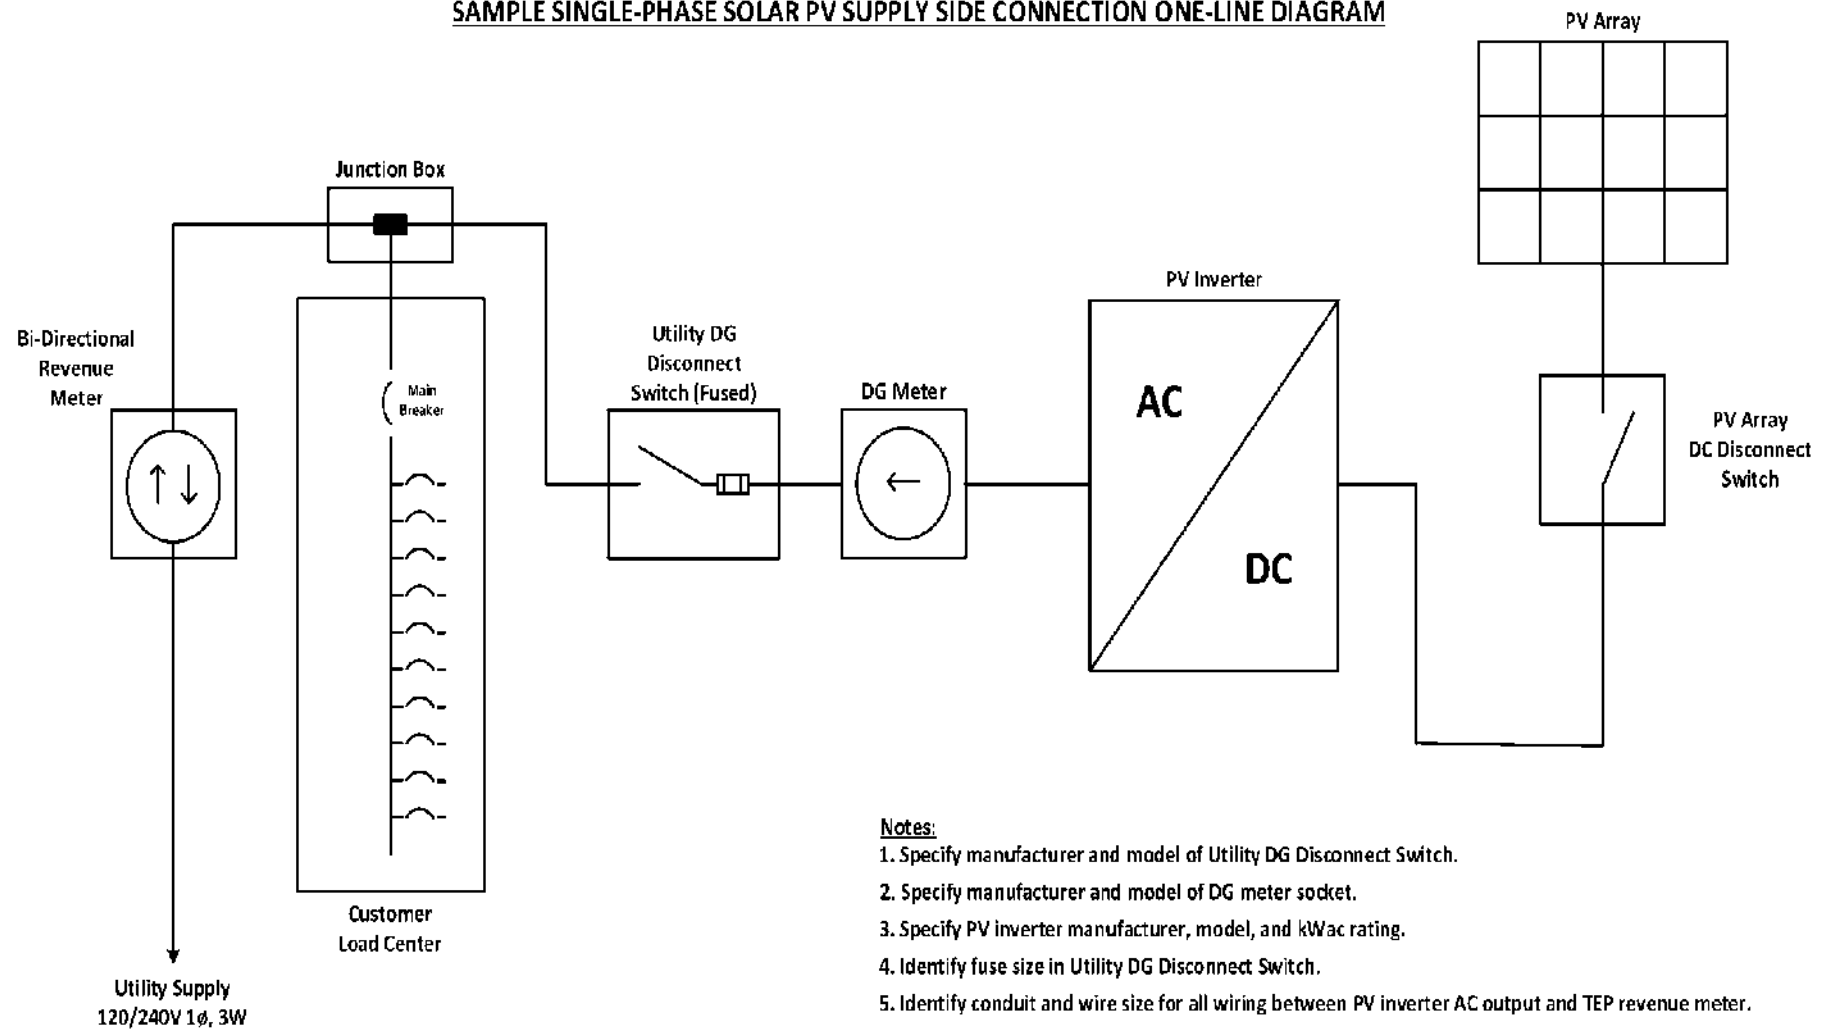 SAMPLE SINGLE-PHASE SOLAR PV SUPPLY SIDE CONNECTION ONE-LINE DIAGRAM
PV Array
Junction Box
PV Inverter
Bi-Directional
Revenue
Meter
Utility DG
Disconnect
Switch (Fused)
DG Meter
Main
Breaker
AC
DC
PV Array
DC Disconnect
Switch
Customer
Load Center
Utility Supply
120/240V 1ø, 3W
Notes:
1. Specify manufacturer and model of Utility DG Disconnect Switch.
2. Specify manufacturer and model of DG meter socket.
3. Specify PV inverter manufacturer, model, and kWac rating.
4. Identify fuse size in Utility DG Disconnect Switch.
5. Identify conduit and wire size for all wiring between PV inverter AC output and TEP revenue meter.